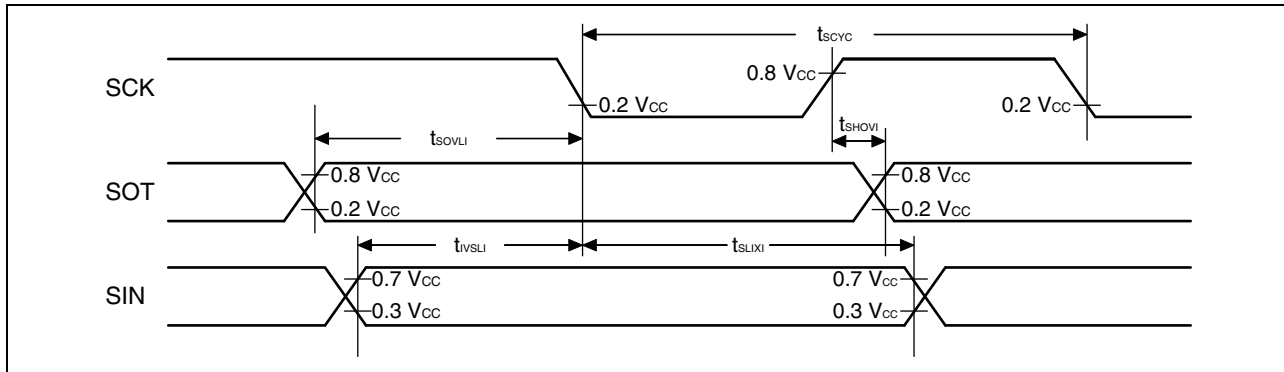 tSCYC
SCK
0.8 VCC
0.2 VCC
0.2 VCC
tSOVLI
tSHOVI
SOT
0.8 VCC
0.2 VCC
0.8 VCC
0.2 VCC
tIVSLI
tSLIXI
SIN
0.7 VCC
0.3 VCC
0.7 VCC
0.3 VCC